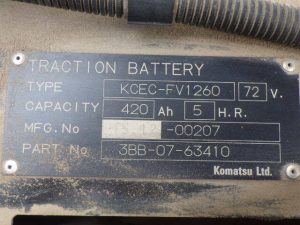 TRACTION BATTERY
TYPE KCEC-FV1260 72 V.
CAPACITY 420 Ah 5 H.R.
MFG.No -00207
PART No 3BB-07-63410
Komatsu Ltd.